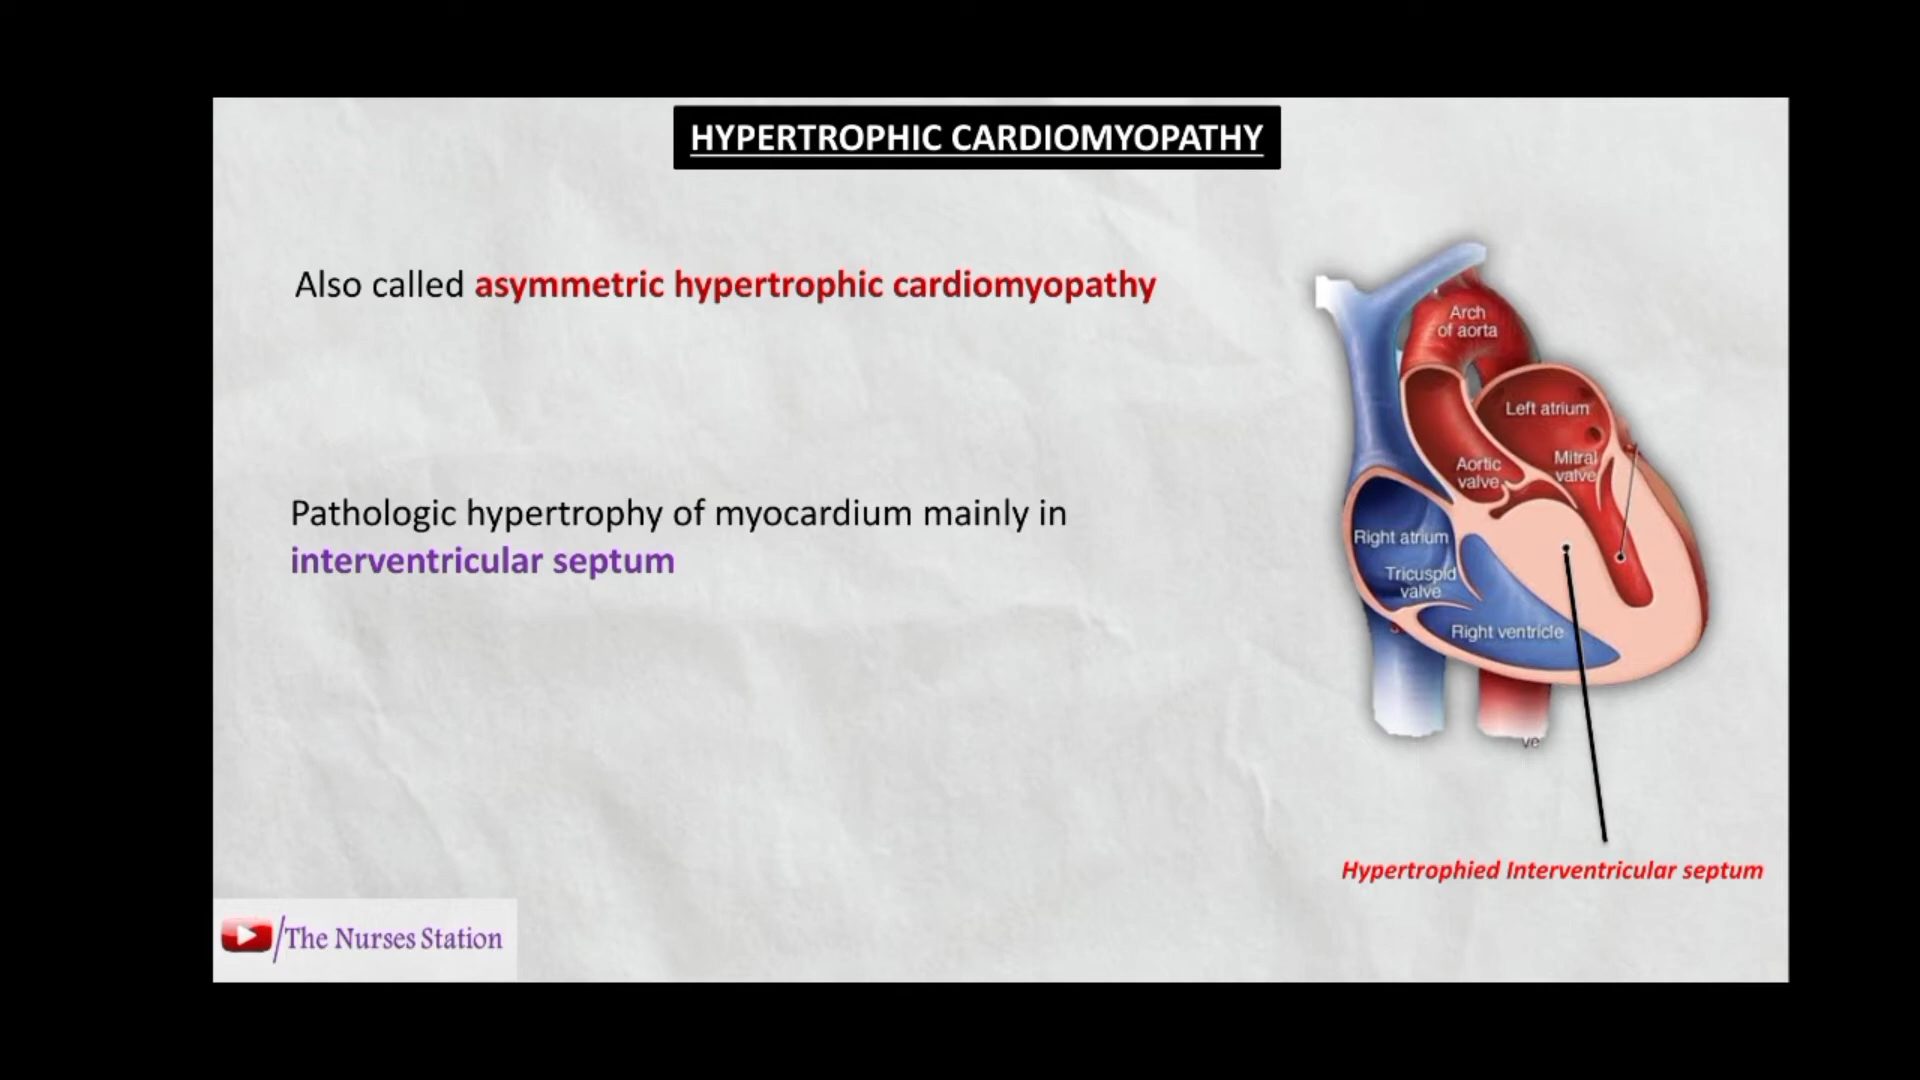 HYPERTROPHIC CARDIOMYOPATHY
Also called asymmetric hypertrophic cardiomyopathy
Pathologic hypertrophy of myocardium mainly in
interventricular septum
Arch
of aorta
Left atrium
Aortic
valve
Mitral
valve
Right atrium
Tricuspid
valve
Right ventricle
ve
Hypertrophied Interventricular septum
/The Nurses Station